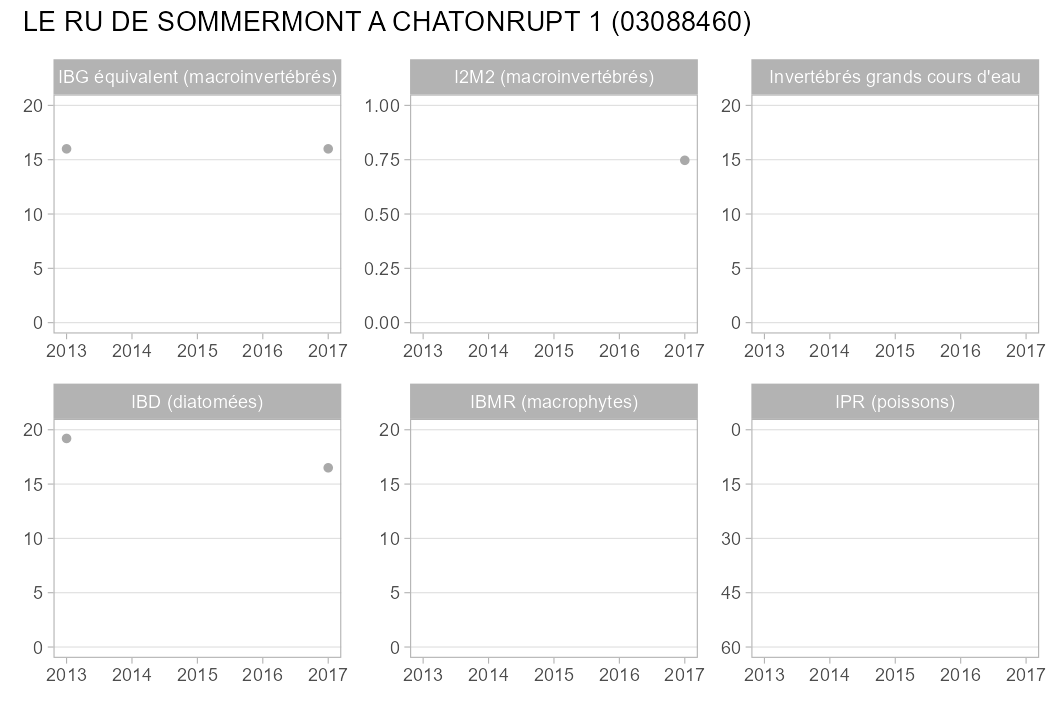 LE RU DE SOMMERMONT A CHATONRUPT 1 (03088460)
IBG équivalent (macroinvertébrés)
20
15
10
5
0
2013 2014 2015 2016 2017
I2M2 (macroinvertébrés)
1.00
0.75
0.50
0.25
0.00
2013 2014 2015 2016 2017
Invertébrés grands cours d'eau
20
15
10
5
0
2013 2014 2015 2016 2017
IBD (diatomées)
20
15
10
5
0
2013 2014 2015 2016 2017
IBMR (macrophytes)
20
15
10
5
0
2013 2014 2015 2016 2017
IPR (poissons)
0
15
30
45
60
2013 2014 2015 2016 2017